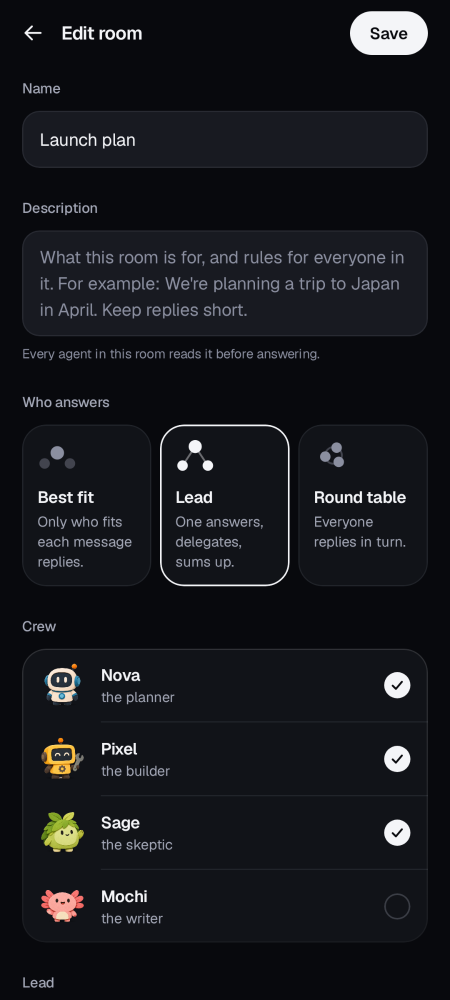 Edit room
Save
Name
Launch plan
Description
What this room is for, and rules for everyone in
it. For example: We're planning a trip to Japan
in April. Keep replies short.
Every agent in this room reads it before answering.
Who answers
Best fit
Only who fits
each message
replies.
Lead
One answers,
delegates,
sums up.
Round table
Everyone
replies in turn.
Crew
Nova
the planner
Pixel
the builder
Sage
the skeptic
Mochi
the writer
Lead